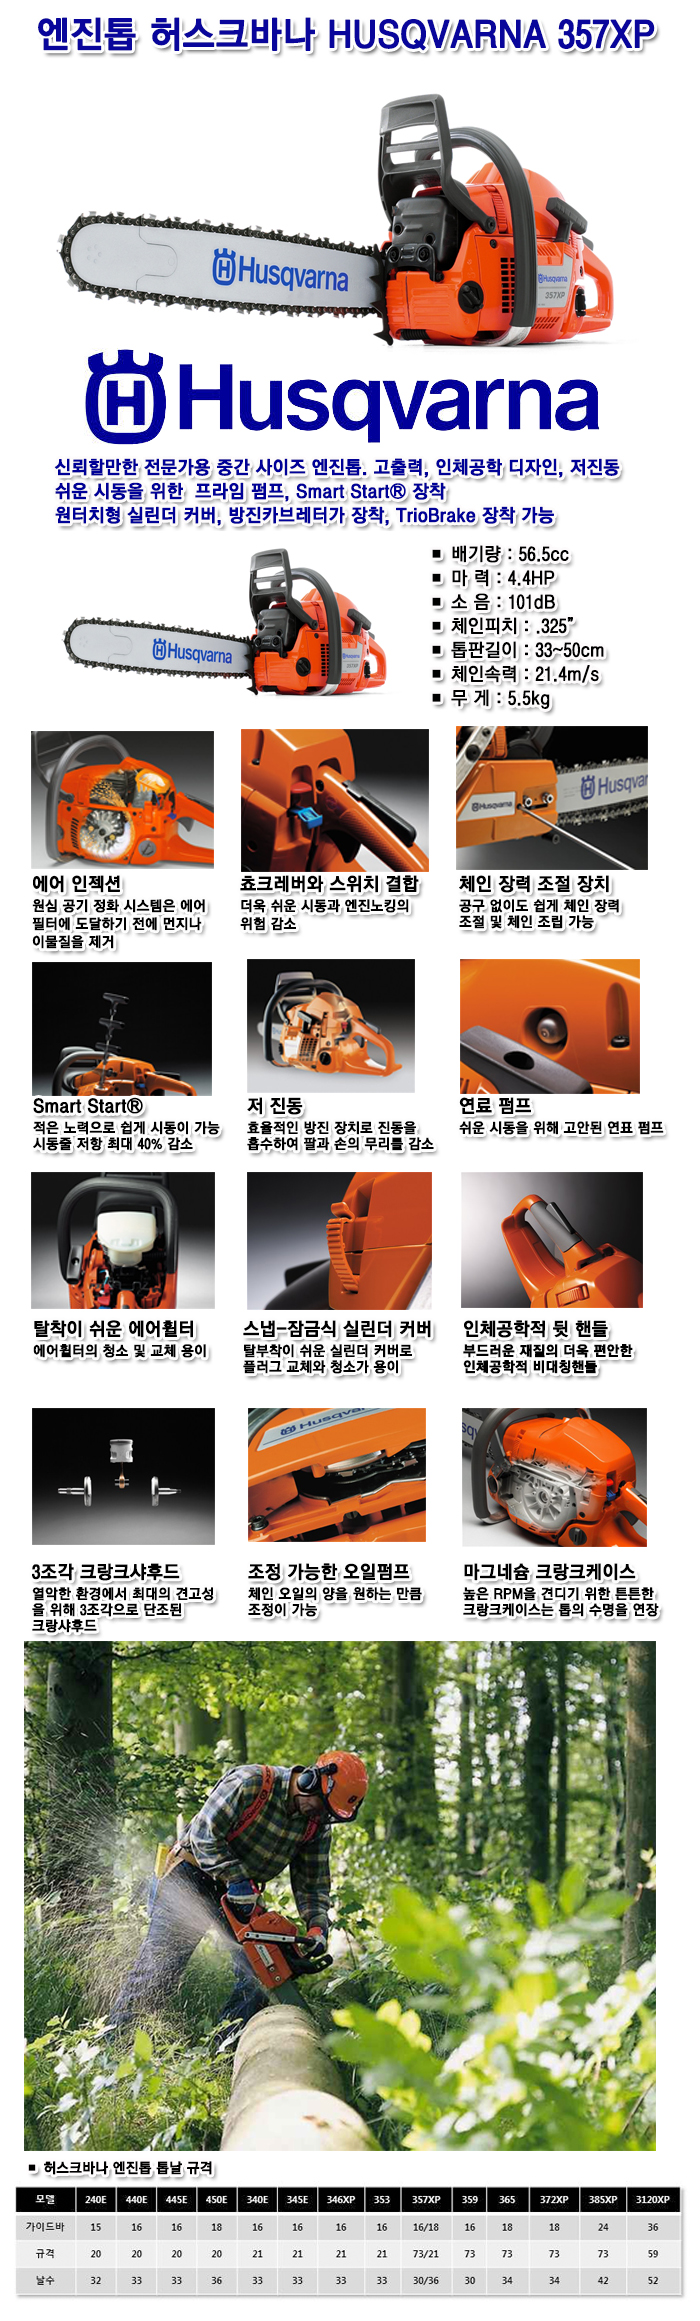 엔진톱 허스크바나 HUSQVARNA 357XP
Husqvarna
357XP
Husqvarna
신뢰할만한 전문가용 중간 사이즈 엔진톱. 고출력, 인체공학 디자인, 저진동
쉬운 시동을 위한 프라임 펌프, Smart Start® 장착
원터치형 실린더 커버, 방진카브레터가 장착, TrioBrake 장착 가능
■ 배기량 : 56.5cc
■ 마 력 : 4.4HP
■ 소 음 : 101dB
■ 체인피치 : .325”
■ 톱판길이 : 33~50cm
■ 체인속력 : 21.4m/s
■ 무 게 : 5.5kg
에어 인젝션
원심 공기 정화 시스템은 에어
필터에 도달하기 전에 먼지나
이물질을 제거
쵸크레버와 스위치 결합
더욱 쉬운 시동과 엔진노킹의
위험 감소
체인 장력 조절 장치
공구 없이도 쉽게 체인 장력
조절 및 체인 조립 가능
Smart Start®
적은 노력으로 쉽게 시동이 가능
시동줄 저항 최대 40% 감소
저 진동
효율적인 방진 장치로 진동을
흡수하여 팔과 손의 무리를 감소
연료 펌프
쉬운 시동을 위해 고안된 연표 펌프
탈착이 쉬운 에어휠터
에어휠터의 청소 및 교체 용이
스냅-잠금식 실린더 커버
탈부착이 쉬운 실린더 커버로
플러그 교체와 청소가 용이
인체공학적 뒷 핸들
부드러운 재질의 더욱 편안한
인체공학적 비대칭핸들
3조각 크랑크샤후드
열악한 환경에서 최대의 견고성
을 위해 3조각으로 단조된
크랑샤후드
조정 가능한 오일펌프
체인 오일의 양을 원하는 만큼
조정이 가능
마그네슘 크랑크케이스
높은 RPM을 견디기 위한 튼튼한
크랑크케이스는 톱의 수명을 연장
■ 허스크바나 엔진톱 톱날 규격
모델 240E 440E 445E 450E 340E 345E 346XP 353 357XP 359 365 372XP 385XP 3120XP
가이드바 15 16 16 18 16 16 16 16 16/18 16 18 18 24 36
규격 20 20 20 20 21 21 21 21 73/21 73 73 73 73 59
날수 32 33 33 36 33 33 33 33 30/36 30 34 34 42 52